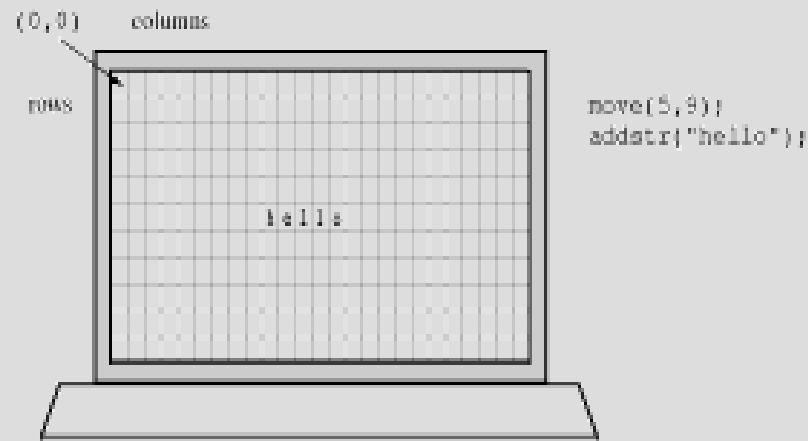 (0,0) columns
rows
move(5,9);
addstr("hello");
hello